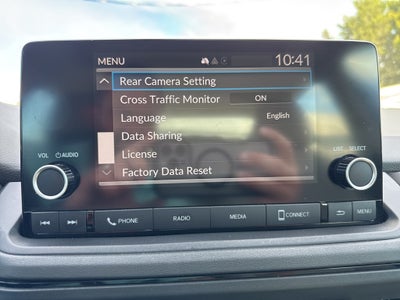 MENU 10:41
Rear Camera Setting
Cross Traffic Monitor ON
Language English
Data Sharing
License
Factory Data Reset
VOL AUDIO
LIST SELECT
PHONE RADIO MEDIA CONNECT MENU